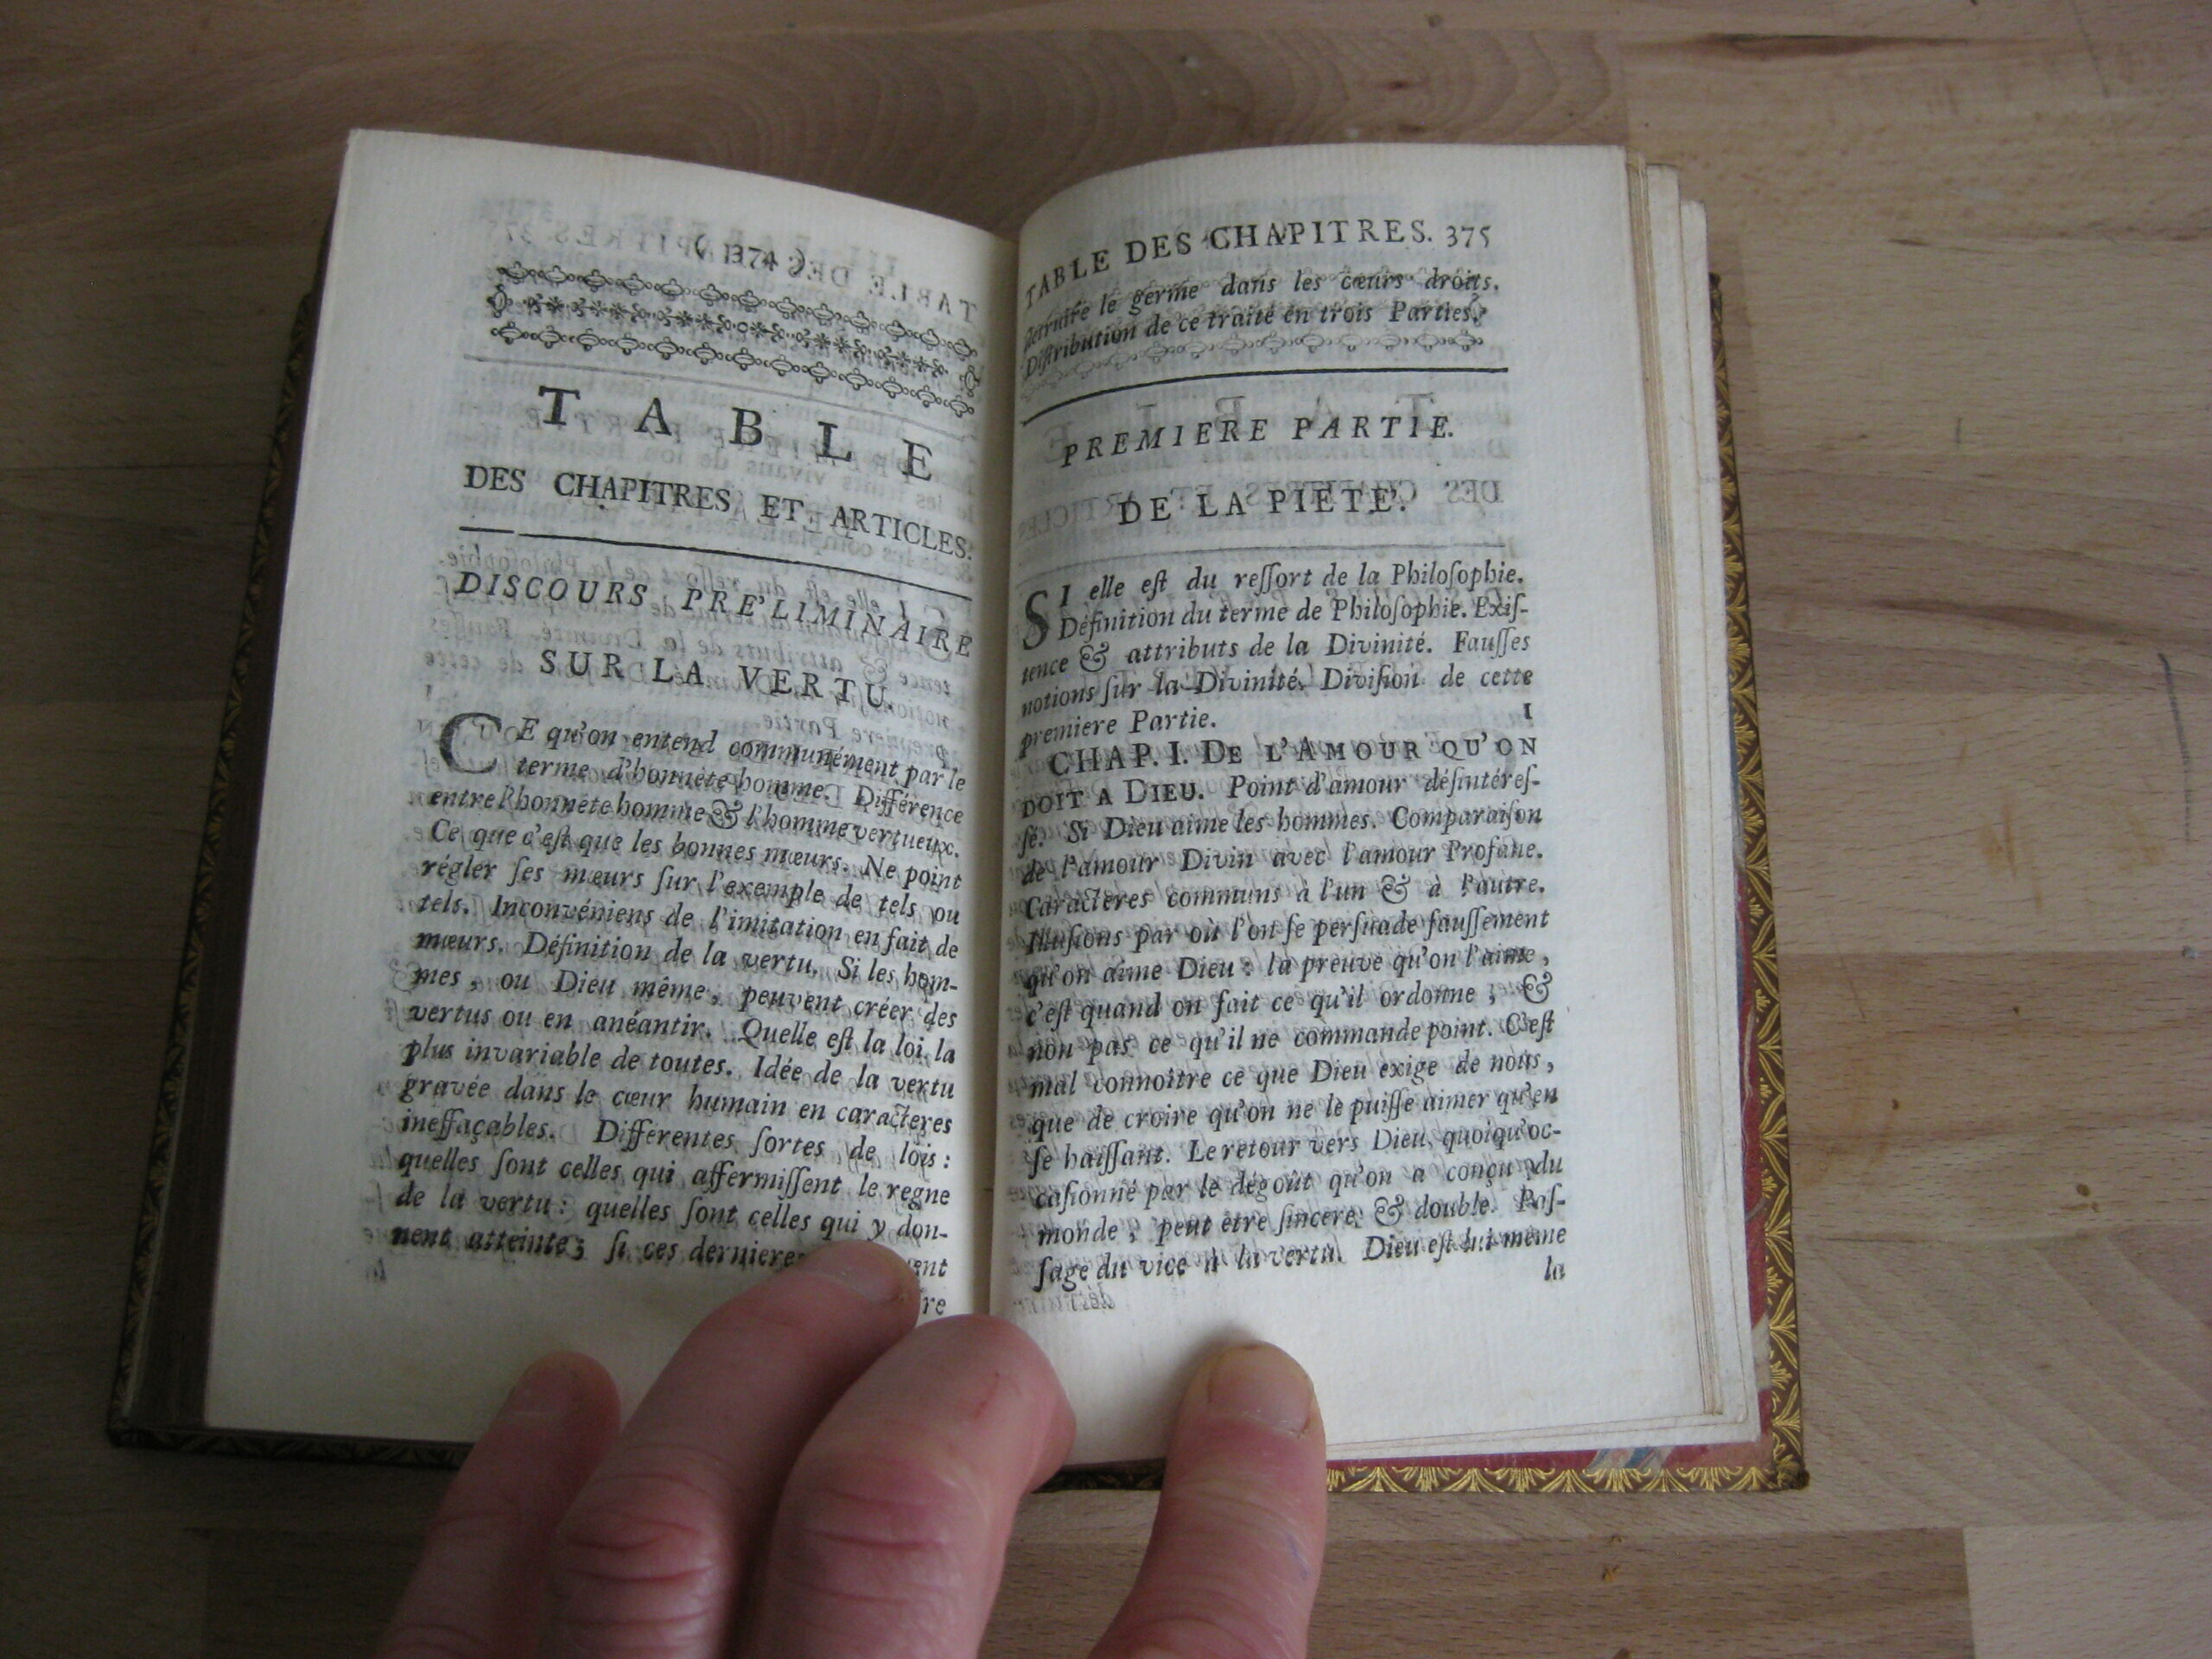 ( 374 )
TABLE
DES CHAPITRES ET ARTICLES.
DISCOURS PRE'LIMINAIRE
SUR LA VERTU.
CE qu'on entend communément par le
terme d'honnête homme. Différence
entre l'honnête homme & l'homme vertueux.
Ce que c'eſt que les bonnes mœurs. Ne point
régler ſes mœurs ſur l'exemple de tels ou
tels. Inconvéniens de l'imitation en fait de
mœurs. Définition de la vertu. Si les hom-
mes, ou Dieu même, peuvent créer des
vertus ou en anéantir. Quelle eſt la loi la
plus invariable de toutes. Idée de la vertu
gravée dans le cœur humain en caracteres
ineffaçables. Différentes ſortes de lois :
quelles ſont celles qui affermiſſent le regne
de la vertu : quelles ſont celles qui y don-
nent atteinte; ſi ces dernieres
TABLE DES CHAPITRES. 375
détruire le germe dans les cœurs droits.
Diſtribution de ce traité en trois Parties.
PREMIERE PARTIE.
DE LA PIETE'.
SI elle eſt du reſſort de la Philoſophie.
Définition du terme de Philoſophie. Exiſ-
tence & attributs de la Divinité. Fauſſes
notions ſur la Divinité. Diviſion de cette
premiere Partie. 1
CHAP. I. DE L'AMOUR QU'ON
DOIT A DIEU. Point d'amour déſintéreſ-
ſé. Si Dieu aime les hommes. Comparaiſon
de l'amour Divin avec l'amour Profane.
Caracteres communs à l'un & à l'autre.
Illuſions par où l'on ſe perſuade fauſſement
qu'on aime Dieu : la preuve qu'on l'aime,
c'eſt quand on fait ce qu'il ordonne, &
non pas ce qu'il ne commande point. C'eſt
mal connoître ce que Dieu exige de nous,
que de croire qu'on ne le puiſſe aimer qu'en
ſe haiſſant. Le retour vers Dieu, quoiqu'oc-
caſionné par le dégoût qu'on a conçu du
monde, peut être ſincere & double. Paſ-
ſage du vice à la vertu. Dieu eſt lui même
la